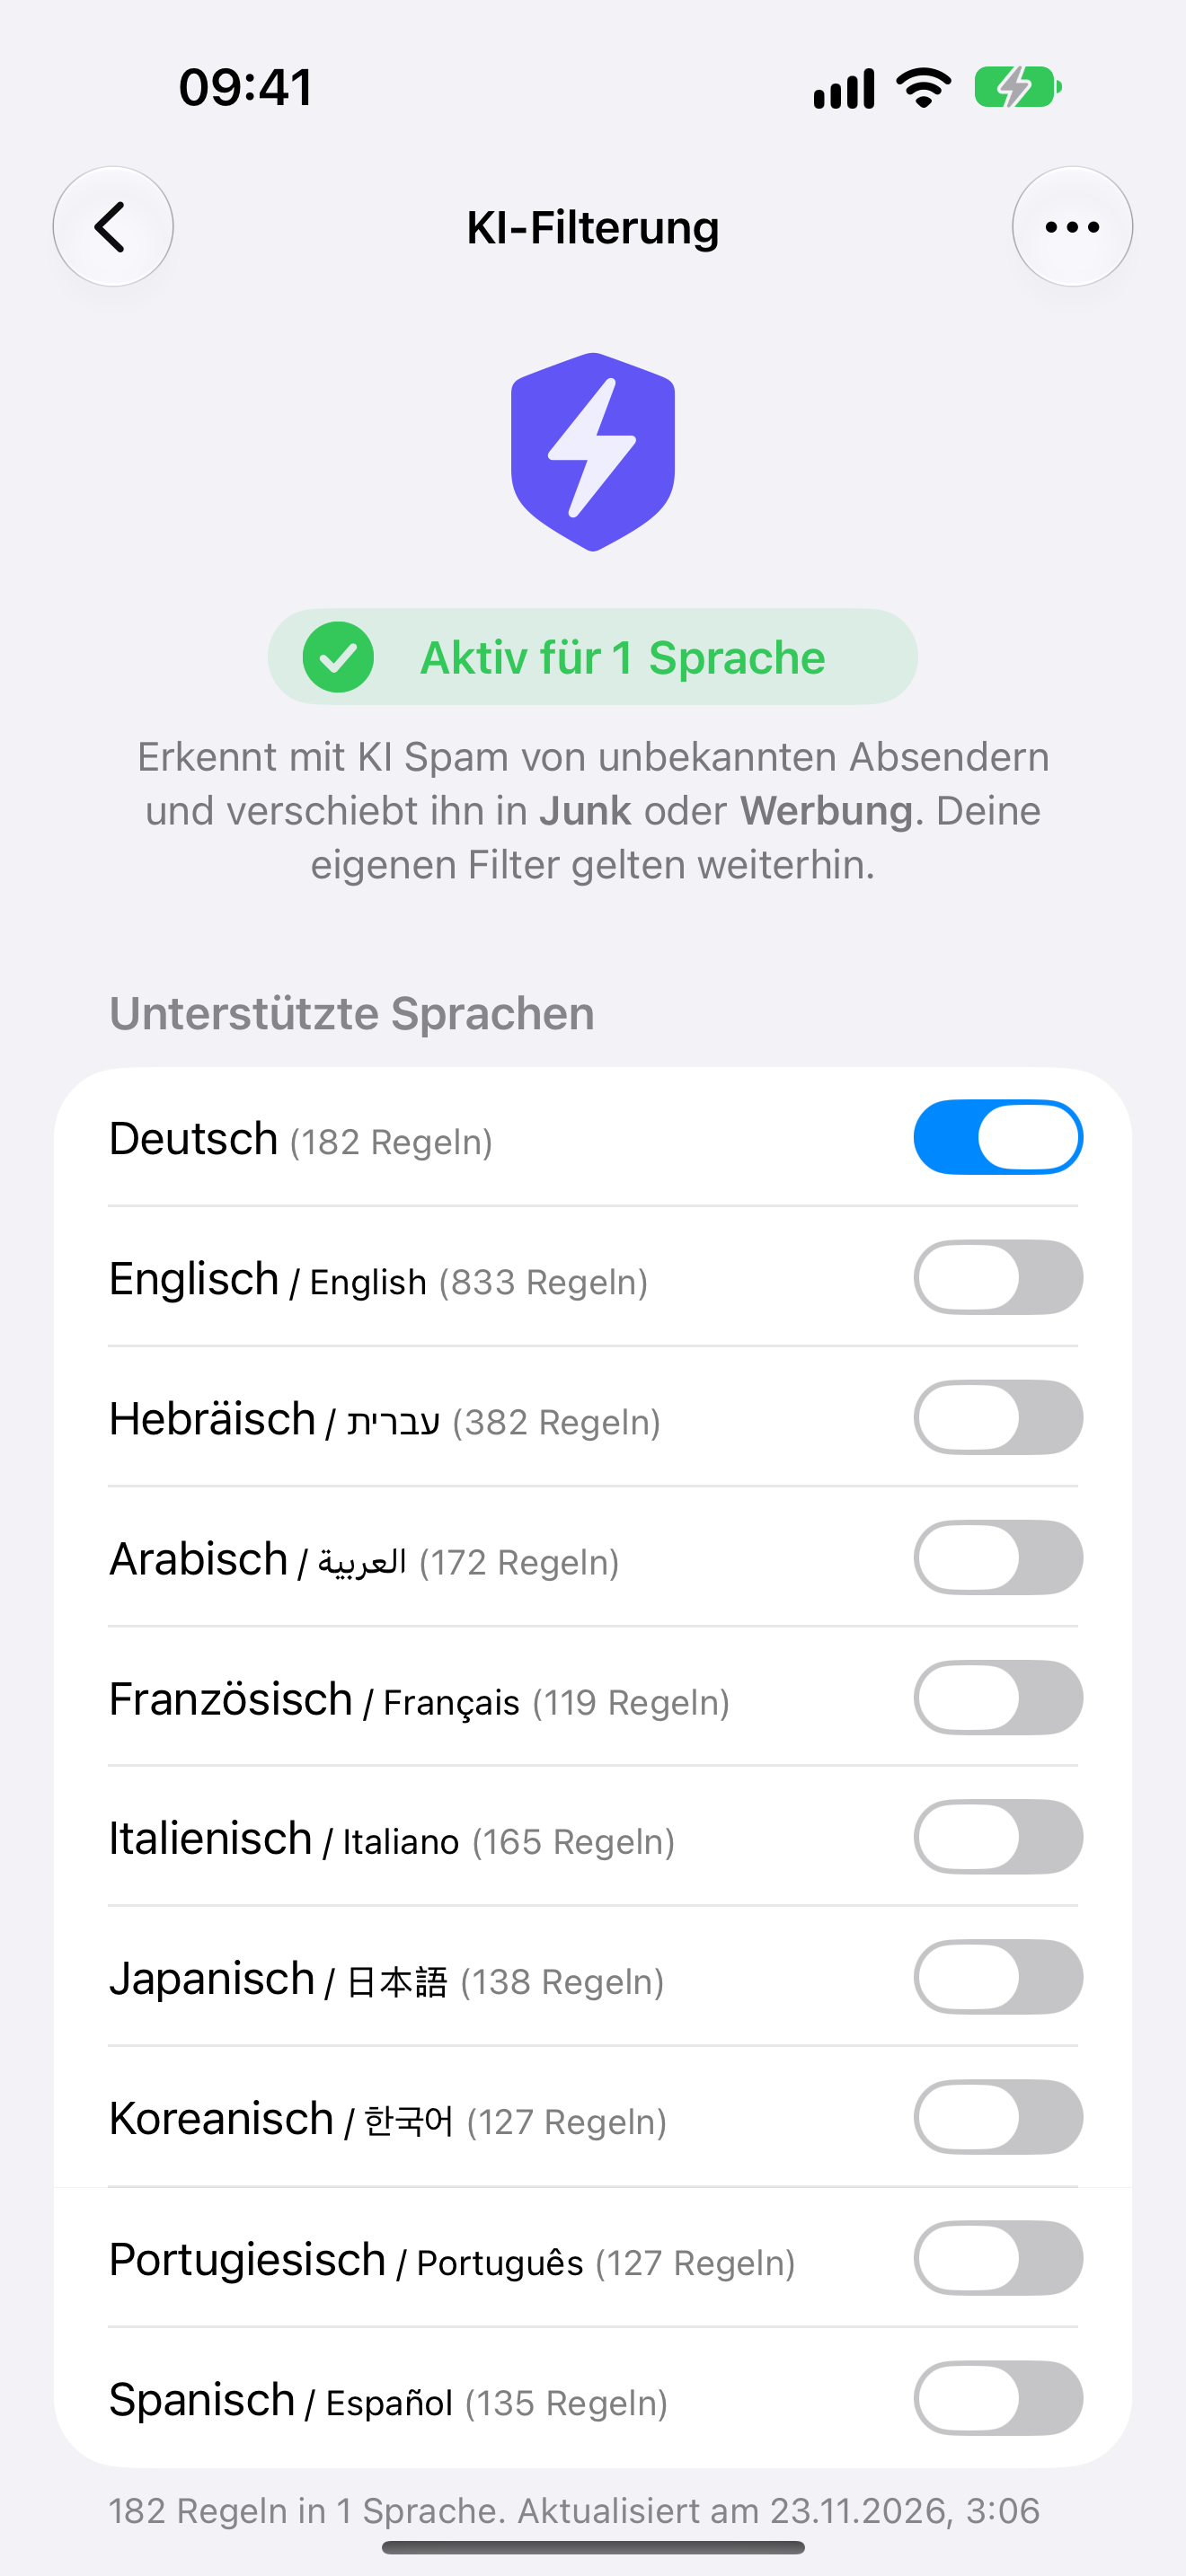 09:41
KI-Filterung
Aktiv für 1 Sprache
Erkennt mit KI Spam von unbekannten Absendern
und verschiebt ihn in Junk oder Werbung. Deine
eigenen Filter gelten weiterhin.
Unterstützte Sprachen
Deutsch (182 Regeln)
Englisch / English (833 Regeln)
Hebräisch / עברית (382 Regeln)
Arabisch / العربية (172 Regeln)
Französisch / Français (119 Regeln)
Italienisch / Italiano (165 Regeln)
Japanisch / 日本語 (138 Regeln)
Koreanisch / 한국어 (127 Regeln)
Portugiesisch / Português (127 Regeln)
Spanisch / Español (135 Regeln)
182 Regeln in 1 Sprache. Aktualisiert am 23.11.2026, 3:06